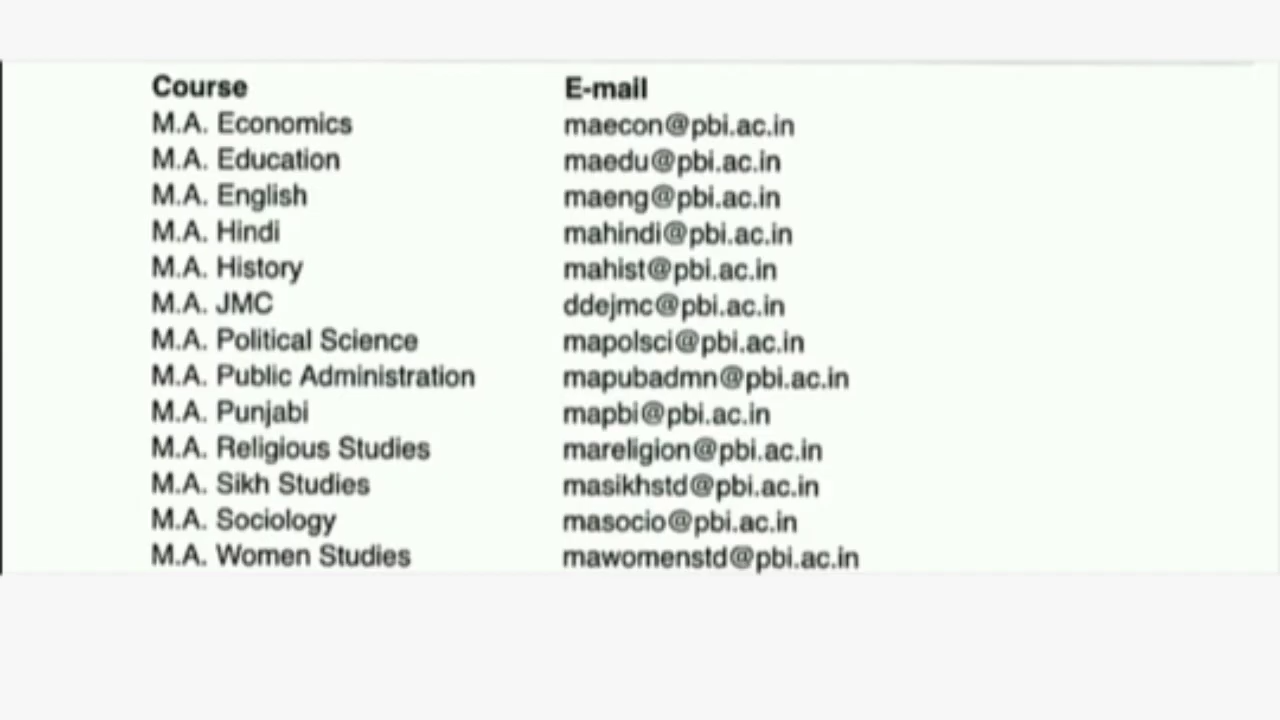 Course E-mail
M.A. Economics maecon@pbi.ac.in
M.A. Education maedu@pbi.ac.in
M.A. English maeng@pbi.ac.in
M.A. Hindi mahindi@pbi.ac.in
M.A. History mahist@pbi.ac.in
M.A. JMC ddejmc@pbi.ac.in
M.A. Political Science mapolsci@pbi.ac.in
M.A. Public Administration mapubadmn@pbi.ac.in
M.A. Punjabi mapbi@pbi.ac.in
M.A. Religious Studies mareligion@pbi.ac.in
M.A. Sikh Studies masikhstd@pbi.ac.in
M.A. Sociology masocio@pbi.ac.in
M.A. Women Studies mawomenstd@pbi.ac.in